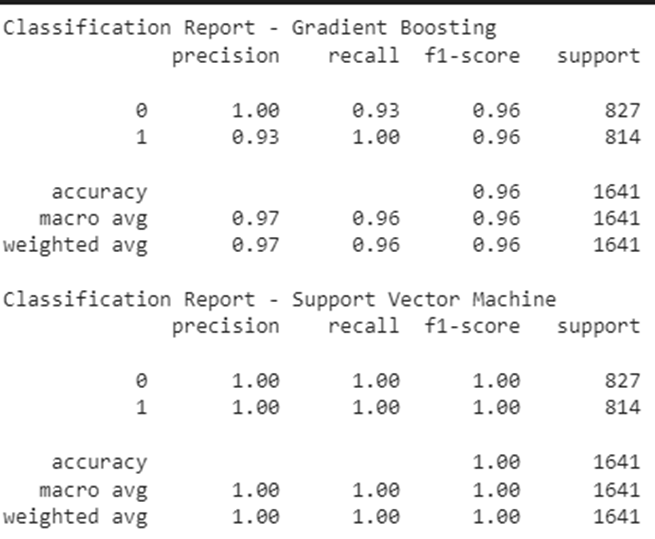 Classification Report - Gradient Boosting
precision recall f1-score support
0 1.00 0.93 0.96 827
1 0.93 1.00 0.96 814
accuracy 0.96 1641
macro avg 0.97 0.96 0.96 1641
weighted avg 0.97 0.96 0.96 1641
Classification Report - Support Vector Machine
precision recall f1-score support
0 1.00 1.00 1.00 827
1 1.00 1.00 1.00 814
accuracy 1.00 1641
macro avg 1.00 1.00 1.00 1641
weighted avg 1.00 1.00 1.00 1641